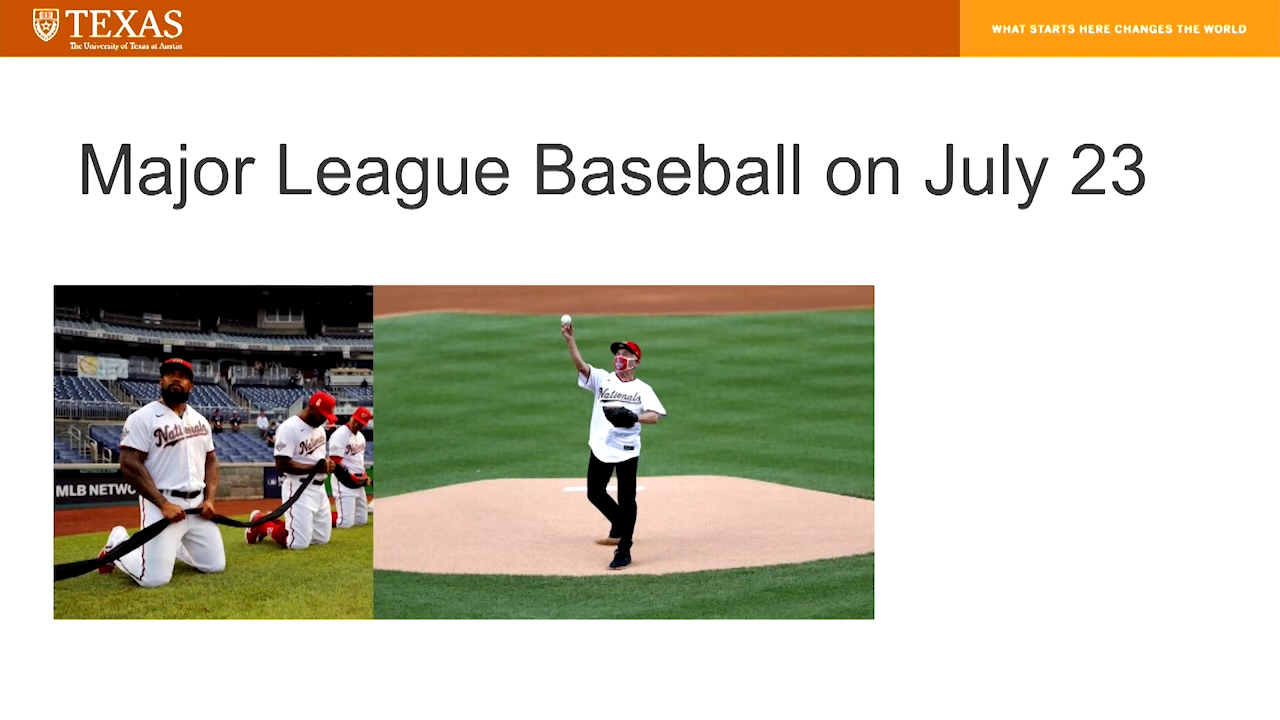 TEXAS
The University of Texas at Austin
WHAT STARTS HERE CHANGES THE WORLD
Major League Baseball on July 23
Nationals
Nationals
MLB NETWO